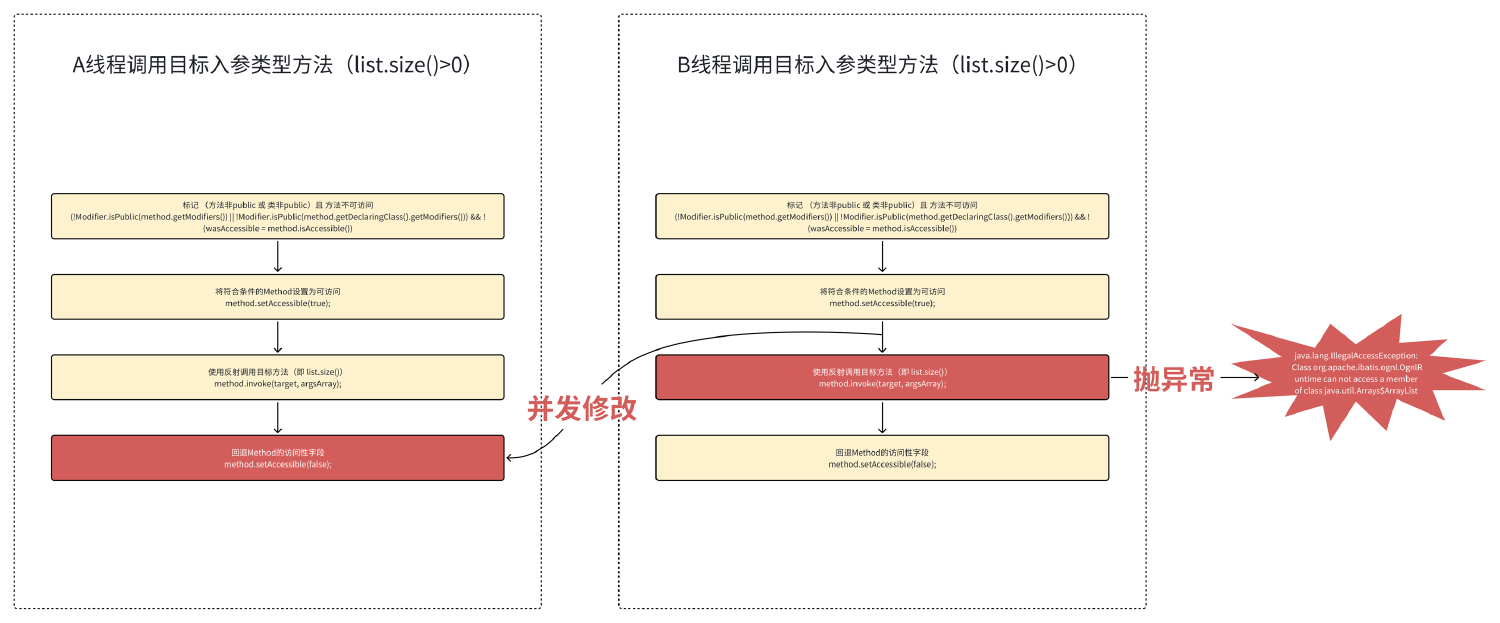 A线程调用目标入参类型方法（list.size()>0）
标记 （方法非public 或 类非public）且 方法不可访问
(!Modifier.isPublic(method.getModifiers()) || !Modifier.isPublic(method.getDeclaringClass().getModifiers())) && !
(wasAccessible = method.isAccessible())
将符合条件的Method设置为可访问
method.setAccessible(true);
使用反射调用目标方法（即 list.size()）
method.invoke(target, argsArray);
回退Method的访问性字段
method.setAccessible(false);
并发修改
B线程调用目标入参类型方法（list.size()>0）
标记 （方法非public 或 类非public）且 方法不可访问
(!Modifier.isPublic(method.getModifiers()) || !Modifier.isPublic(method.getDeclaringClass().getModifiers())) && !
(wasAccessible = method.isAccessible())
将符合条件的Method设置为可访问
method.setAccessible(true);
使用反射调用目标方法（即 list.size()）
method.invoke(target, argsArray);
回退Method的访问性字段
method.setAccessible(false);
抛异常
java.lang.IllegalAccessException:
Class org.apache.ibatis.ognl.OgnlR
untime can not access a member
of class java.util.Arrays$ArrayList